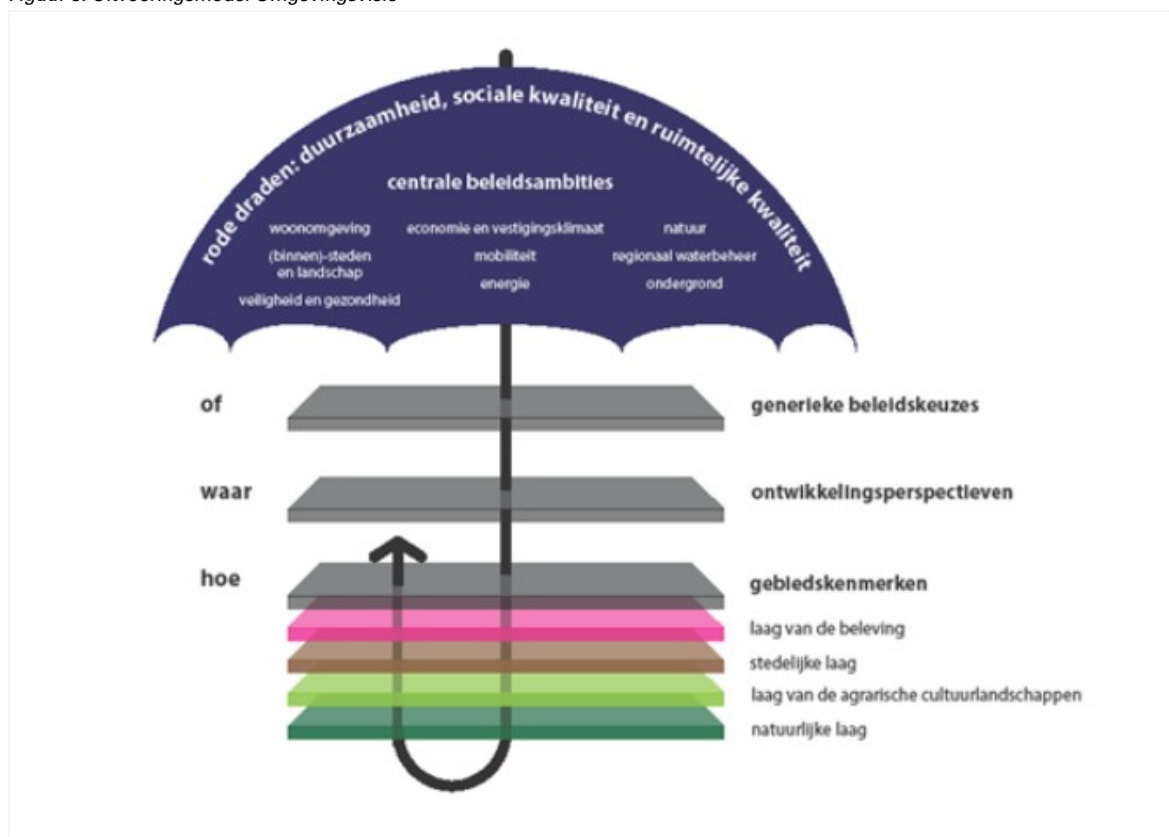 rode draden: duurzaamheid, sociale kwaliteit en ruimtelijke kwaliteit
centrale beleidsambities
woonomgeving
(binnen)-steden
en landschap
veiligheid en gezondheid
economie en vestigingsklimaat
mobiliteit
energie
natuur
regionaal waterbeheer
ondergrond
of
generieke beleidskeuzes
waar
ontwikkelingsperspectieven
hoe
gebiedskenmerken
laag van de beleving
stedelijke laag
laag van de agrarische cultuurlandschappen
natuurlijke laag